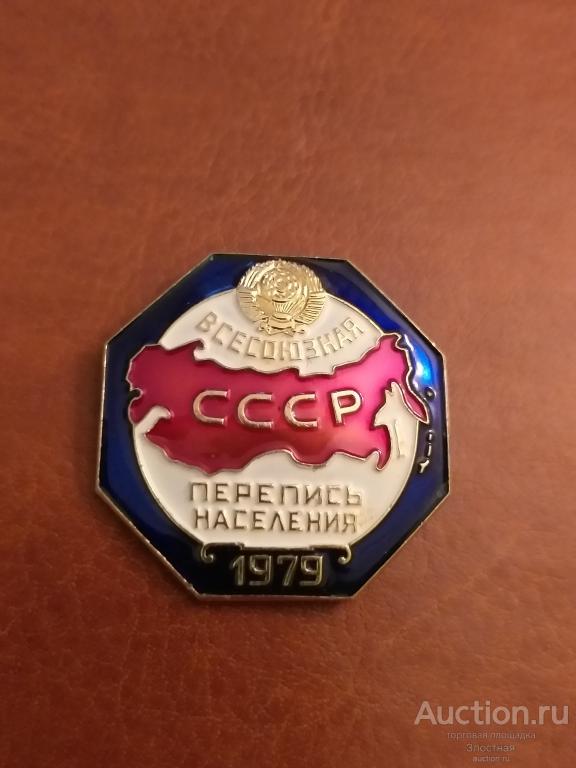 ВСЕСОЮЗНАЯ
СССР
ПЕРЕПИСЬ
НАСЕЛЕНИЯ
1979
Auction.ru
торговая площадка
Злостная
auction.ru